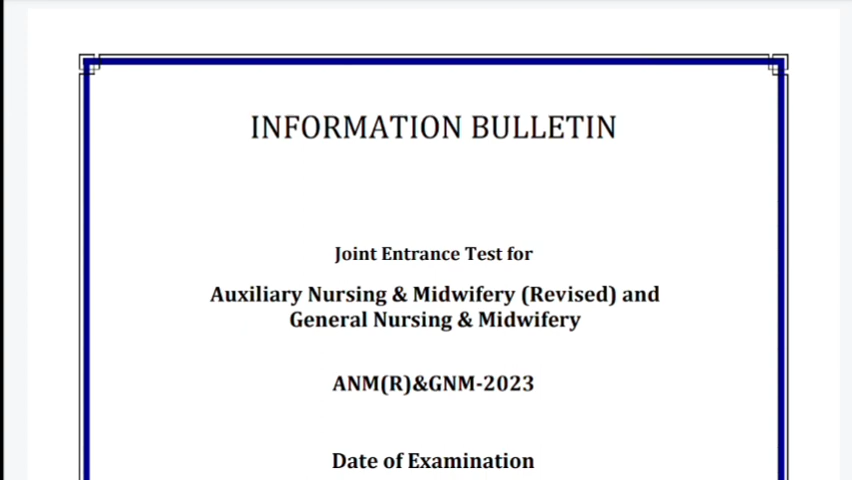 INFORMATION BULLETIN
Joint Entrance Test for
Auxiliary Nursing & Midwifery (Revised) and
General Nursing & Midwifery
ANM(R)&GNM-2023
Date of Examination